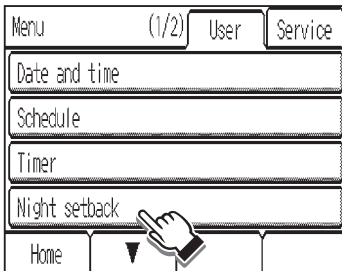 Menu (1/2) User Service
Date and time
Schedule
Timer
Night setback
Home ▼